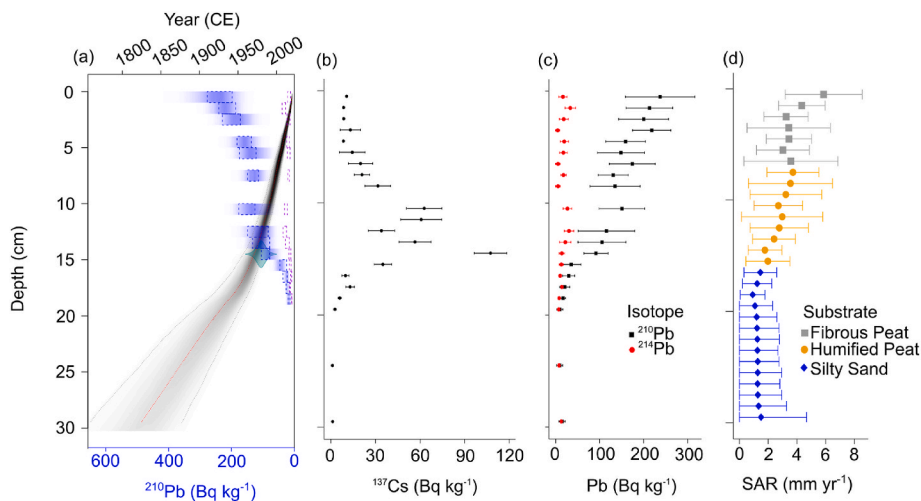 Year (CE)
(a) 1800 1850 1900 1950 2000
(b) (c) (d)
0
5
10
15
20
25
30
Depth (cm)
600 400 200 0
²¹⁰Pb (Bq kg⁻¹)
0 30 60 90 120
¹³⁷Cs (Bq kg⁻¹)
Isotope
²¹⁰Pb
²¹⁴Pb
0 100 200 300
Pb (Bq kg⁻¹)
Substrate
Fibrous Peat
Humified Peat
Silty Sand
0 2 4 6 8
SAR (mm yr⁻¹)